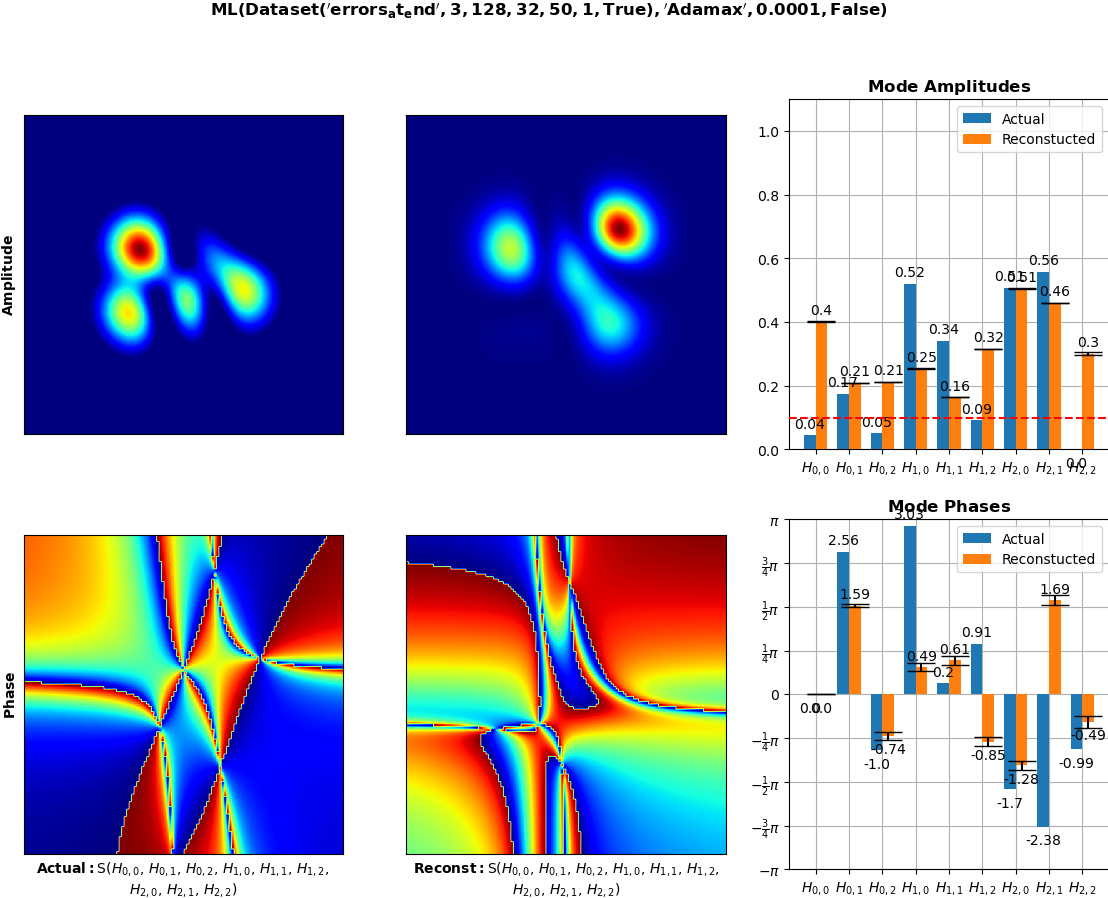 ML(Dataset('errors_at_end', 3, 128, 32, 50, 1, True), 'Adamax', 0.0001, False)
Amplitude
Mode Amplitudes
Actual
Reconstucted
1.0
0.8
0.6
0.4
0.2
0.0
0.04
0.4
0.17
0.21
0.05
0.21
0.52
0.25
0.34
0.16
0.09
0.32
0.51
0.51
0.56
0.46
0.0
0.3
H0,0 H0,1 H0,2 H1,0 H1,1 H1,2 H2,0 H2,1 H2,2
Phase
Mode Phases
Actual
Reconstucted
π
3/4π
1/2π
1/4π
0
−1/4π
−1/2π
−3/4π
−π
0.0
0.0
2.56
1.59
-1.0
-0.74
3.03
0.49
0.2
0.61
0.91
-0.85
-1.7
-1.28
-2.38
1.69
-0.99
-0.49
H0,0 H0,1 H0,2 H1,0 H1,1 H1,2 H2,0 H2,1 H2,2
Actual: S(H0,0, H0,1, H0,2, H1,0, H1,1, H1,2,
H2,0, H2,1, H2,2)
Reconst: S(H0,0, H0,1, H0,2, H1,0, H1,1, H1,2,
H2,0, H2,1, H2,2)